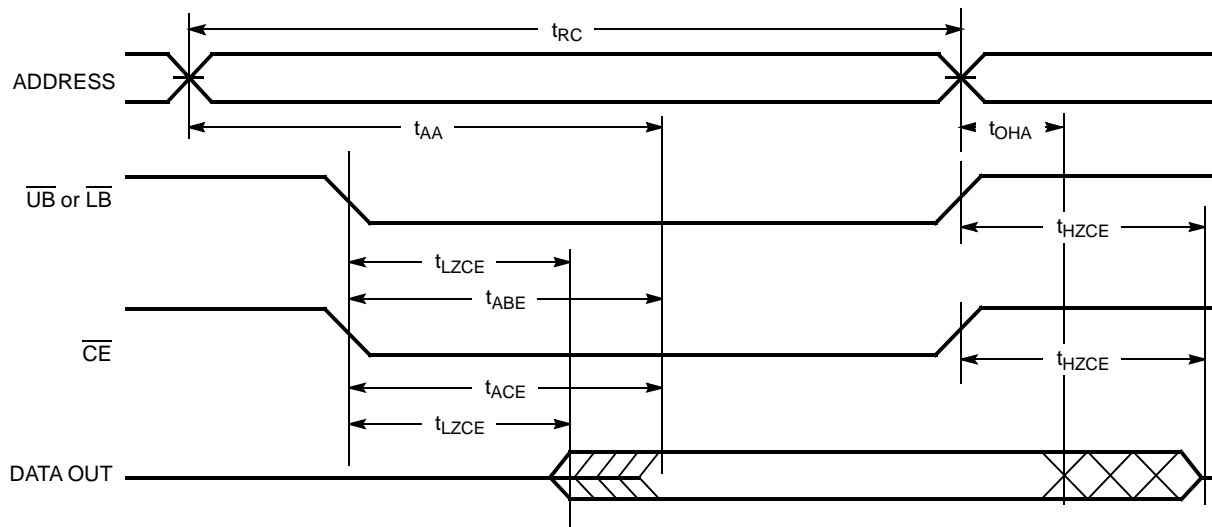 tRC
ADDRESS
tAA
tOHA
UB or LB
tHZCE
tLZCE
tABE
CE
tHZCE
tACE
tLZCE
DATA OUT